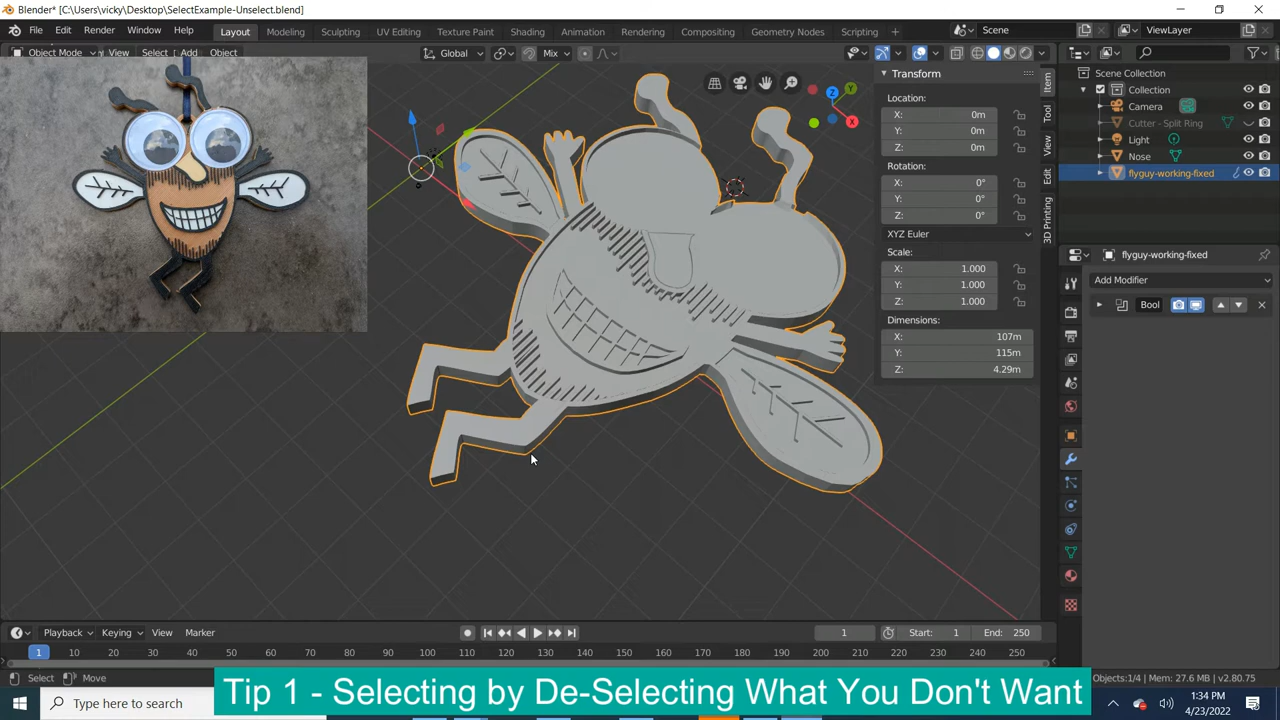 Blender* [C:\Users\vicky\Desktop\SelectExample-Unselect.blend]
File Edit Render Window Help Layout Modeling Sculpting UV Editing Texture Paint Shading Animation Rendering Compositing Geometry Nodes Scripting + Scene ViewLayer
Object Mode View Select Add Object Global Mix
Scene Collection
Collection
Camera
Cutter - Split Ring
Light
Nose
flyguy-working-fixed
Transform
Location:
X: 0m
Y: 0m
Z: 0m
Rotation:
X: 0°
Y: 0°
Z: 0°
XYZ Euler
Scale:
X: 1.000
Y: 1.000
Z: 1.000
Dimensions:
X: 107m
Y: 115m
Z: 4.29m
Item
Tool
View
Edit
3D Printing
Z
Y
X
flyguy-working-fixed
Add Modifier
Bool
Playback Keying View Marker 1 Start: 1 End: 250
1 10 20 30 40 50 60 70 80 90 100 110 120 130 140 150 160 170 180 190 200 210 220 230 240 250
Select Move Objects:1/4 | Mem: 27.6 MiB | v2.80.75
Tip 1 - Selecting by De-Selecting What You Don't Want
Type here to search
1:34 PM
4/23/2022